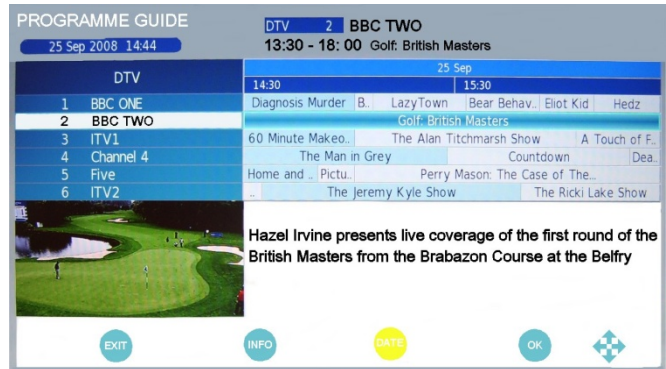 PROGRAMME GUIDE
25 Sep 2008 14:44
DTV 2 BBC TWO
13:30 - 18:00 Golf: British Masters
DTV
25 Sep
14:30 15:30
1 BBC ONE Diagnosis Murder B.. LazyTown Bear Behav.. Eliot Kid Hedz
2 BBC TWO Golf: British Masters
3 ITV1 60 Minute Makeo.. The Alan Titchmarsh Show A Touch of F..
4 Channel 4 The Man in Grey Countdown Dea..
5 Five Home and .. Pictu.. Perry Mason: The Case of The..
6 ITV2 .. The Jeremy Kyle Show The Ricki Lake Show
Hazel Irvine presents live coverage of the first round of the
British Masters from the Brabazon Course at the Belfry
EXIT INFO DATE OK